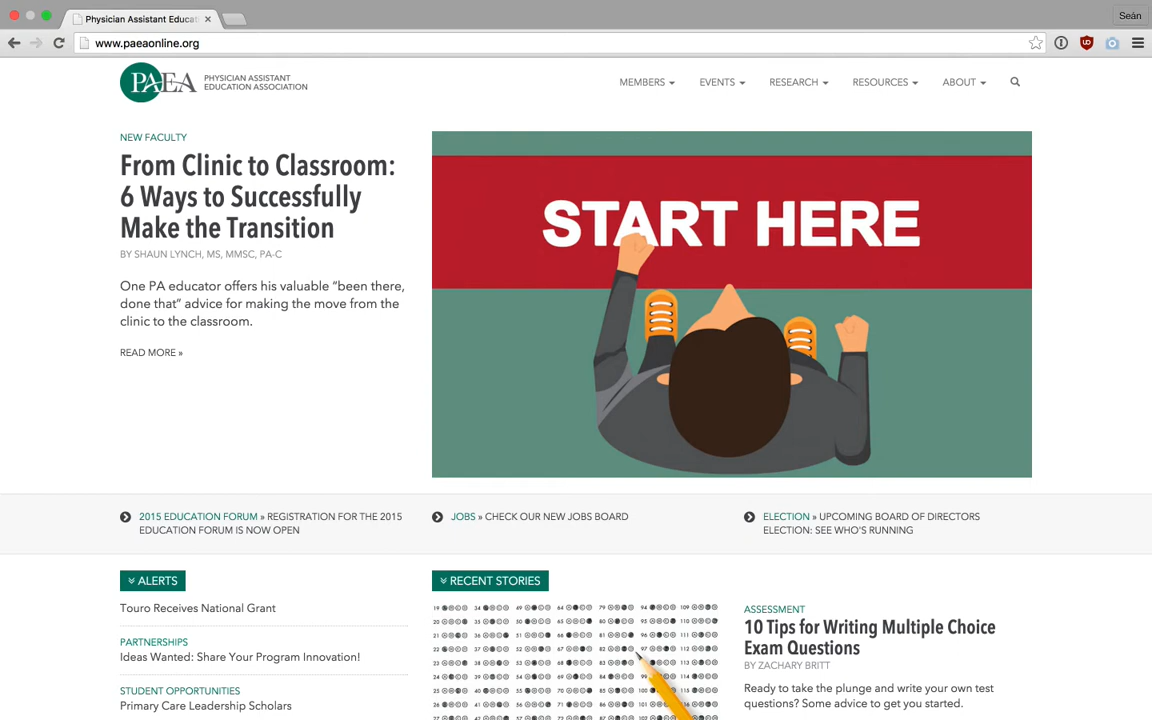 Physician Assistant Educat
Seán
www.paeaonline.org
PAEA
PHYSICIAN ASSISTANT
EDUCATION ASSOCIATION
MEMBERS
EVENTS
RESEARCH
RESOURCES
ABOUT
NEW FACULTY
From Clinic to Classroom:
6 Ways to Successfully
Make the Transition
BY SHAUN LYNCH, MS, MMSC, PA-C
One PA educator offers his valuable “been there,
done that” advice for making the move from the
clinic to the classroom.
READ MORE »
START HERE
2015 EDUCATION FORUM » REGISTRATION FOR THE 2015
EDUCATION FORUM IS NOW OPEN
JOBS » CHECK OUR NEW JOBS BOARD
ELECTION » UPCOMING BOARD OF DIRECTORS
ELECTION: SEE WHO'S RUNNING
ALERTS
Touro Receives National Grant
PARTNERSHIPS
Ideas Wanted: Share Your Program Innovation!
STUDENT OPPORTUNITIES
Primary Care Leadership Scholars
RECENT STORIES
ASSESSMENT
10 Tips for Writing Multiple Choice
Exam Questions
BY ZACHARY BRITT
Ready to take the plunge and write your own test
questions? Some advice to get you started.